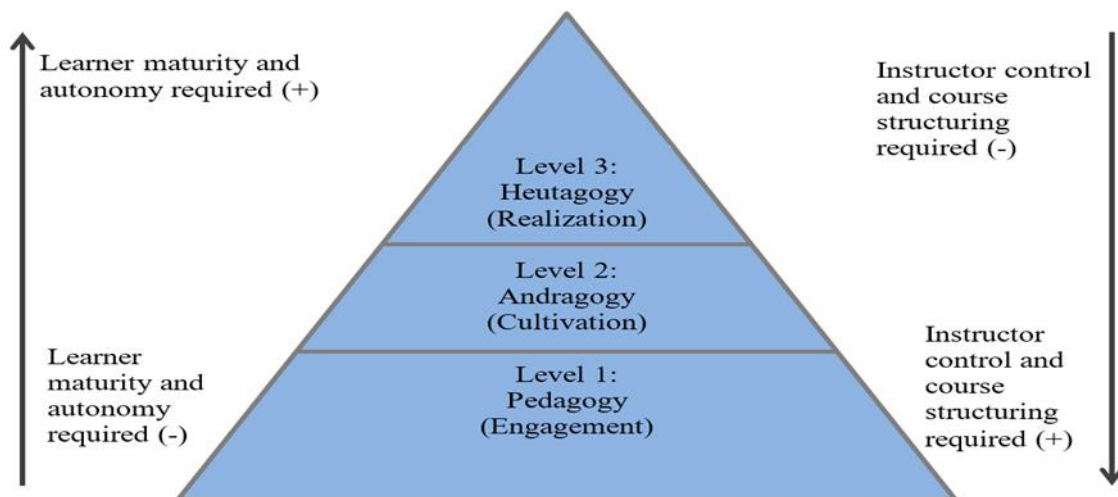 Learner maturity and
autonomy required (+)
Instructor control
and course
structuring
required (-)
Level 3:
Heutagogy
(Realization)
Level 2:
Andragogy
(Cultivation)
Learner
maturity and
autonomy
required (-)
Level 1:
Pedagogy
(Engagement)
Instructor
control and
course
structuring
required (+)